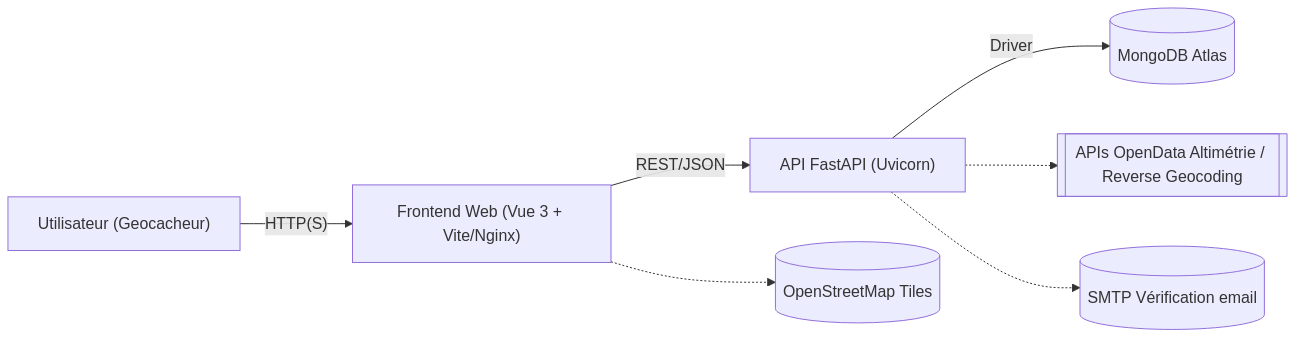 Utilisateur (Geocacheur)
HTTP(S)
Frontend Web (Vue 3 +
Vite/Nginx)
REST/JSON
API FastAPI (Uvicorn)
Driver
MongoDB Atlas
APIs OpenData Altimétrie /
Reverse Geocoding
SMTP Vérification email
OpenStreetMap Tiles